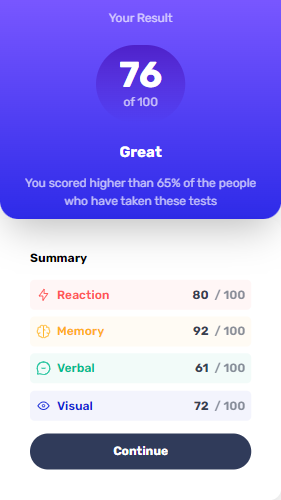 Your Result
76
of 100
Great
You scored higher than 65% of the people
who have taken these tests
Summary
Reaction 80 / 100
Memory 92 / 100
Verbal 61 / 100
Visual 72 / 100
Continue